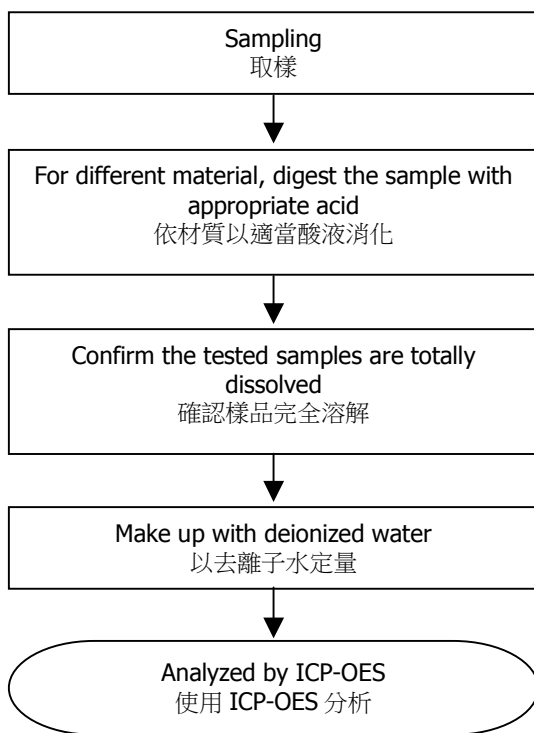 Sampling
取樣
For different material, digest the sample with
appropriate acid
依材質以適當酸液消化
Confirm the tested samples are totally
dissolved
確認樣品完全溶解
Make up with deionized water
以去離子水定量
Analyzed by ICP-OES
使用 ICP-OES 分析